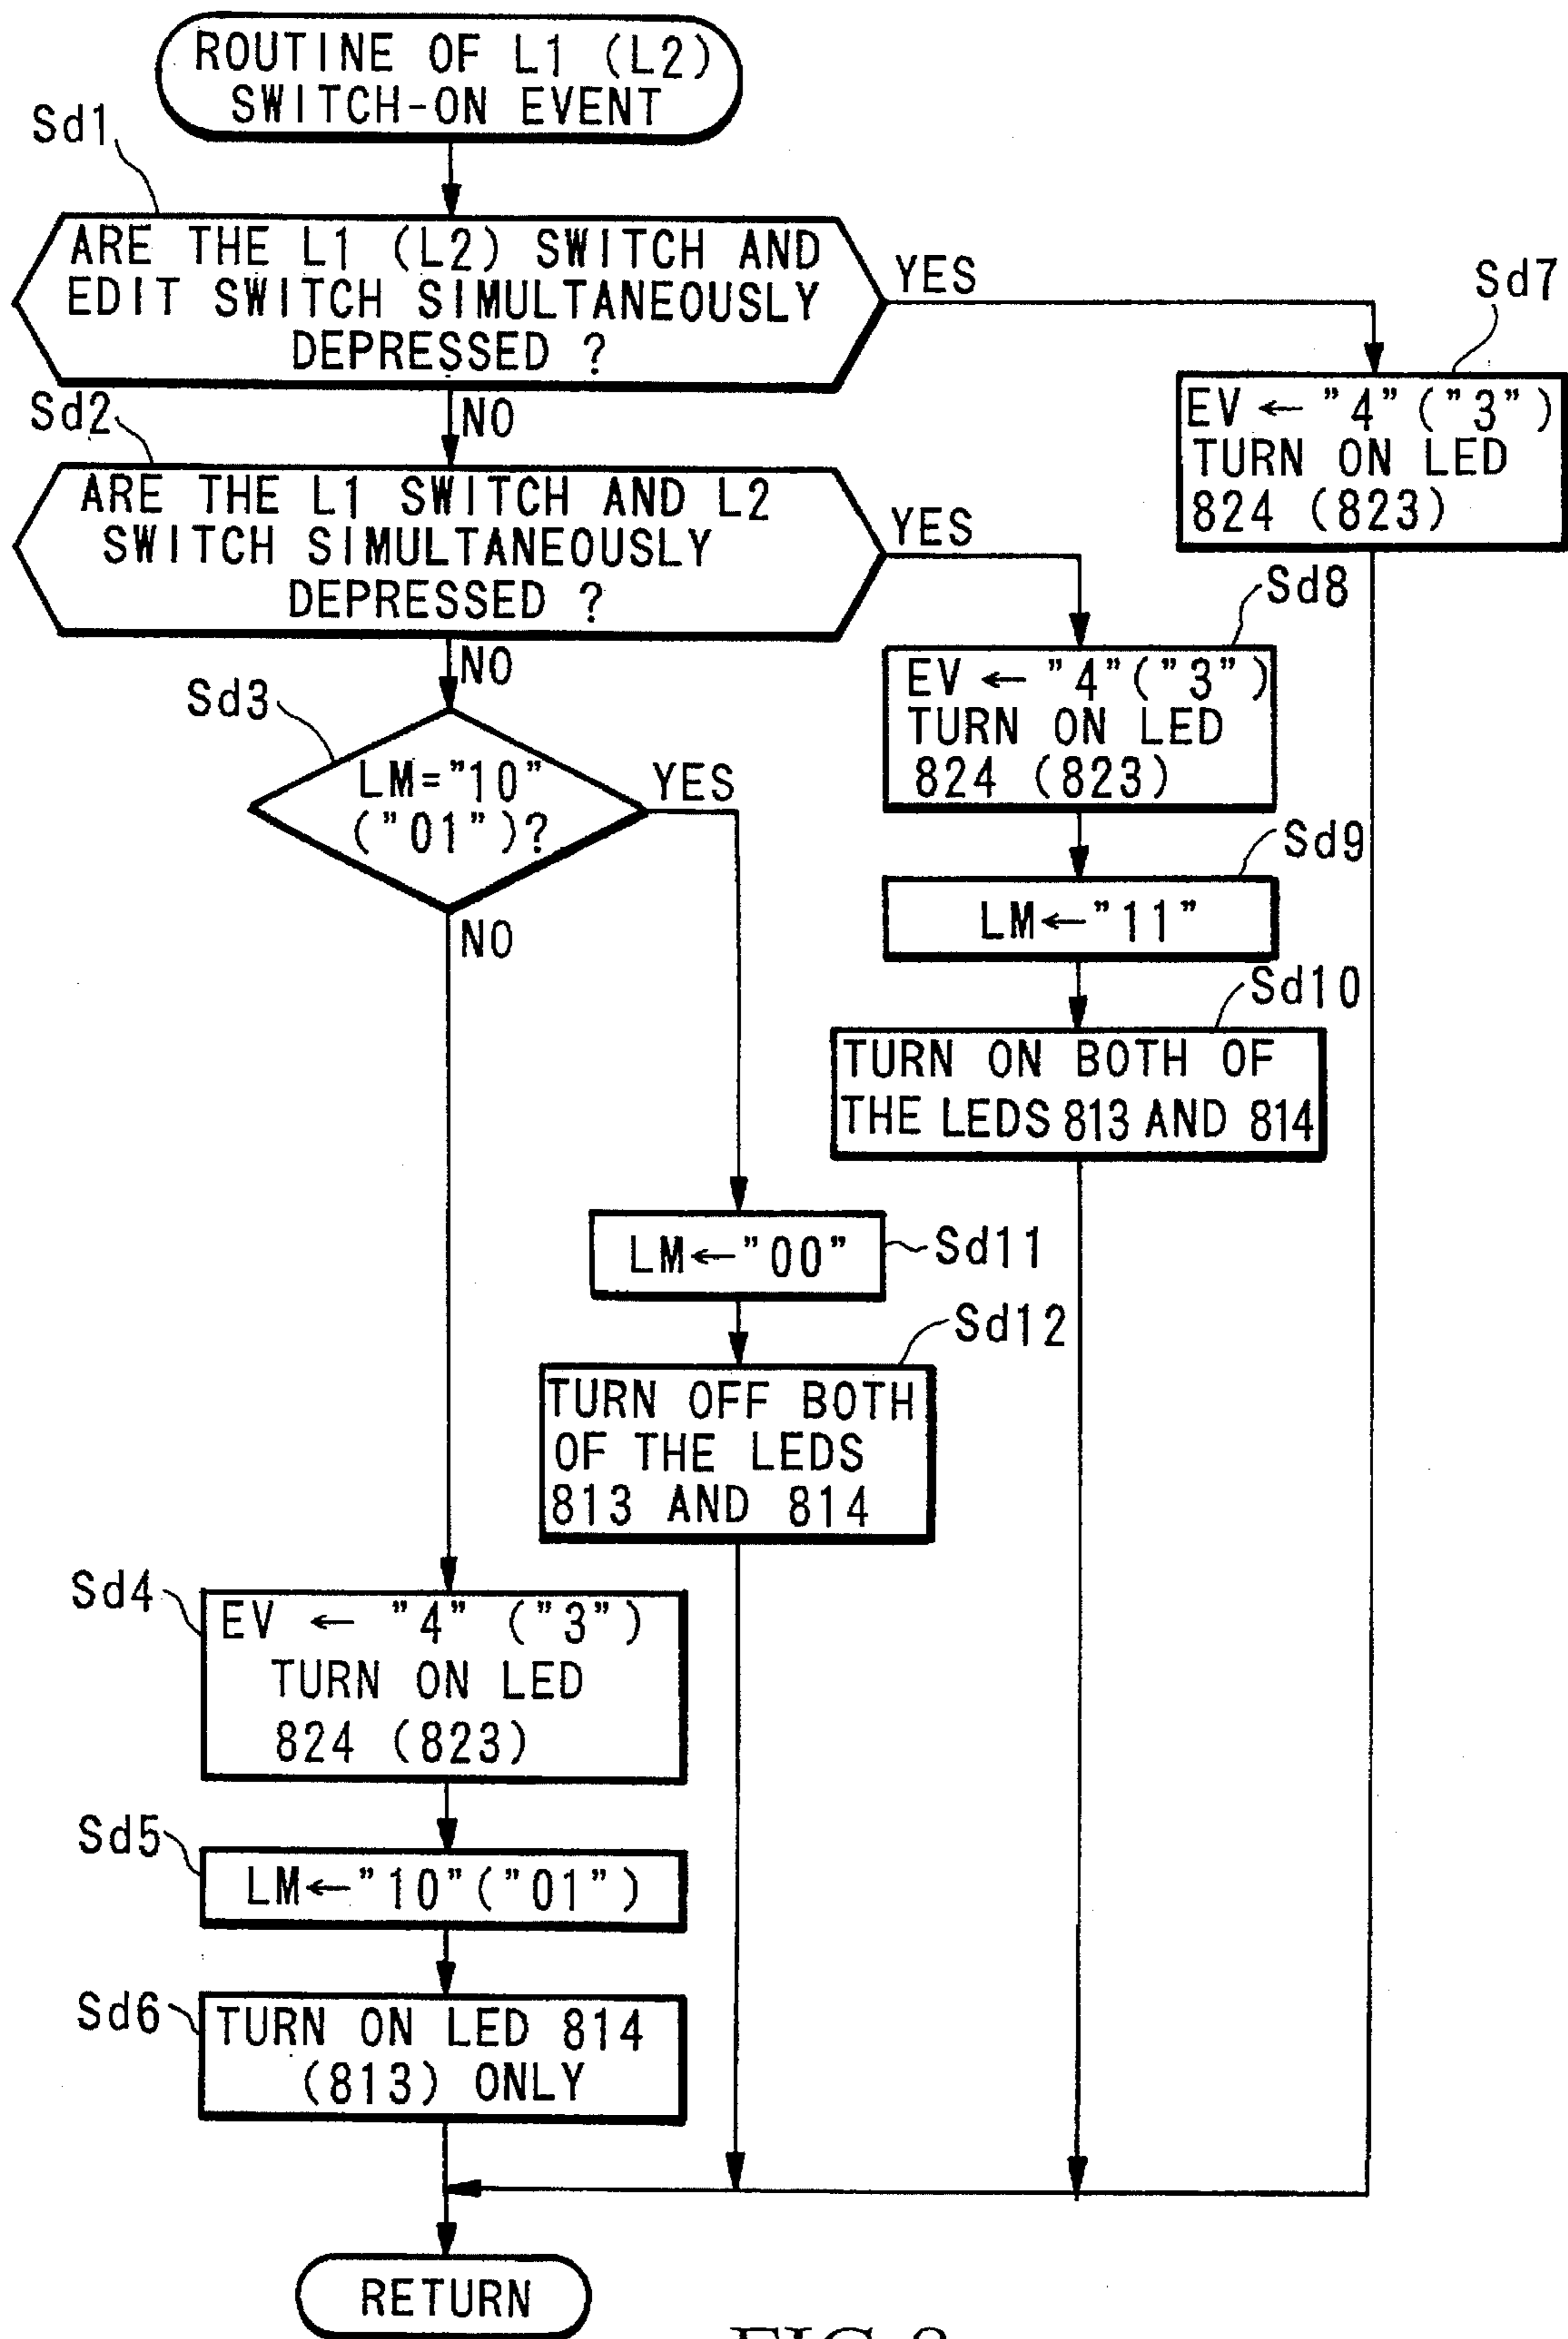 ROUTINE OF L1 (L2)
SWITCH-ON EVENT
Sd1
ARE THE L1 (L2) SWITCH AND
EDIT SWITCH SIMULTANEOUSLY
DEPRESSED ?
YES
Sd7
EV ← "4" ("3")
TURN ON LED
824 (823)
NO
Sd2
ARE THE L1 SWITCH AND L2
SWITCH SIMULTANEOUSLY
DEPRESSED ?
YES
Sd8
EV ← "4" ("3")
TURN ON LED
824 (823)
NO
Sd3
LM="10"
("01")?
YES
Sd9
LM←"11"
NO
Sd10
TURN ON BOTH OF
THE LEDS 813 AND 814
LM←"00"
Sd11
Sd12
TURN OFF BOTH
OF THE LEDS
813 AND 814
Sd4
EV ← "4" ("3")
TURN ON LED
824 (823)
Sd5
LM←"10"("01")
Sd6
TURN ON LED 814
(813) ONLY
RETURN